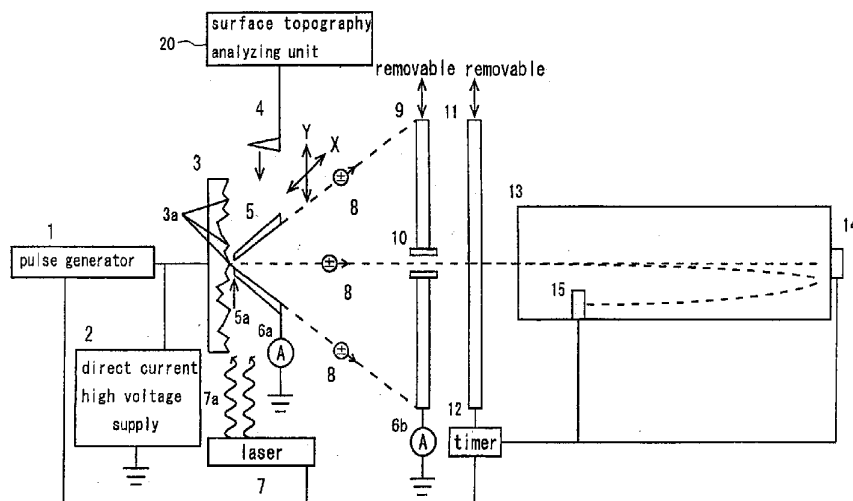 surface topography
analyzing unit
20
removable removable
4
9
11
Y
X
3
±
13
3a
5
8
14
1
10
pulse generator
±
15
8
5a
2
6a
±
direct current
high voltage
supply
A
8
7a
12
6b
A
timer
laser
7